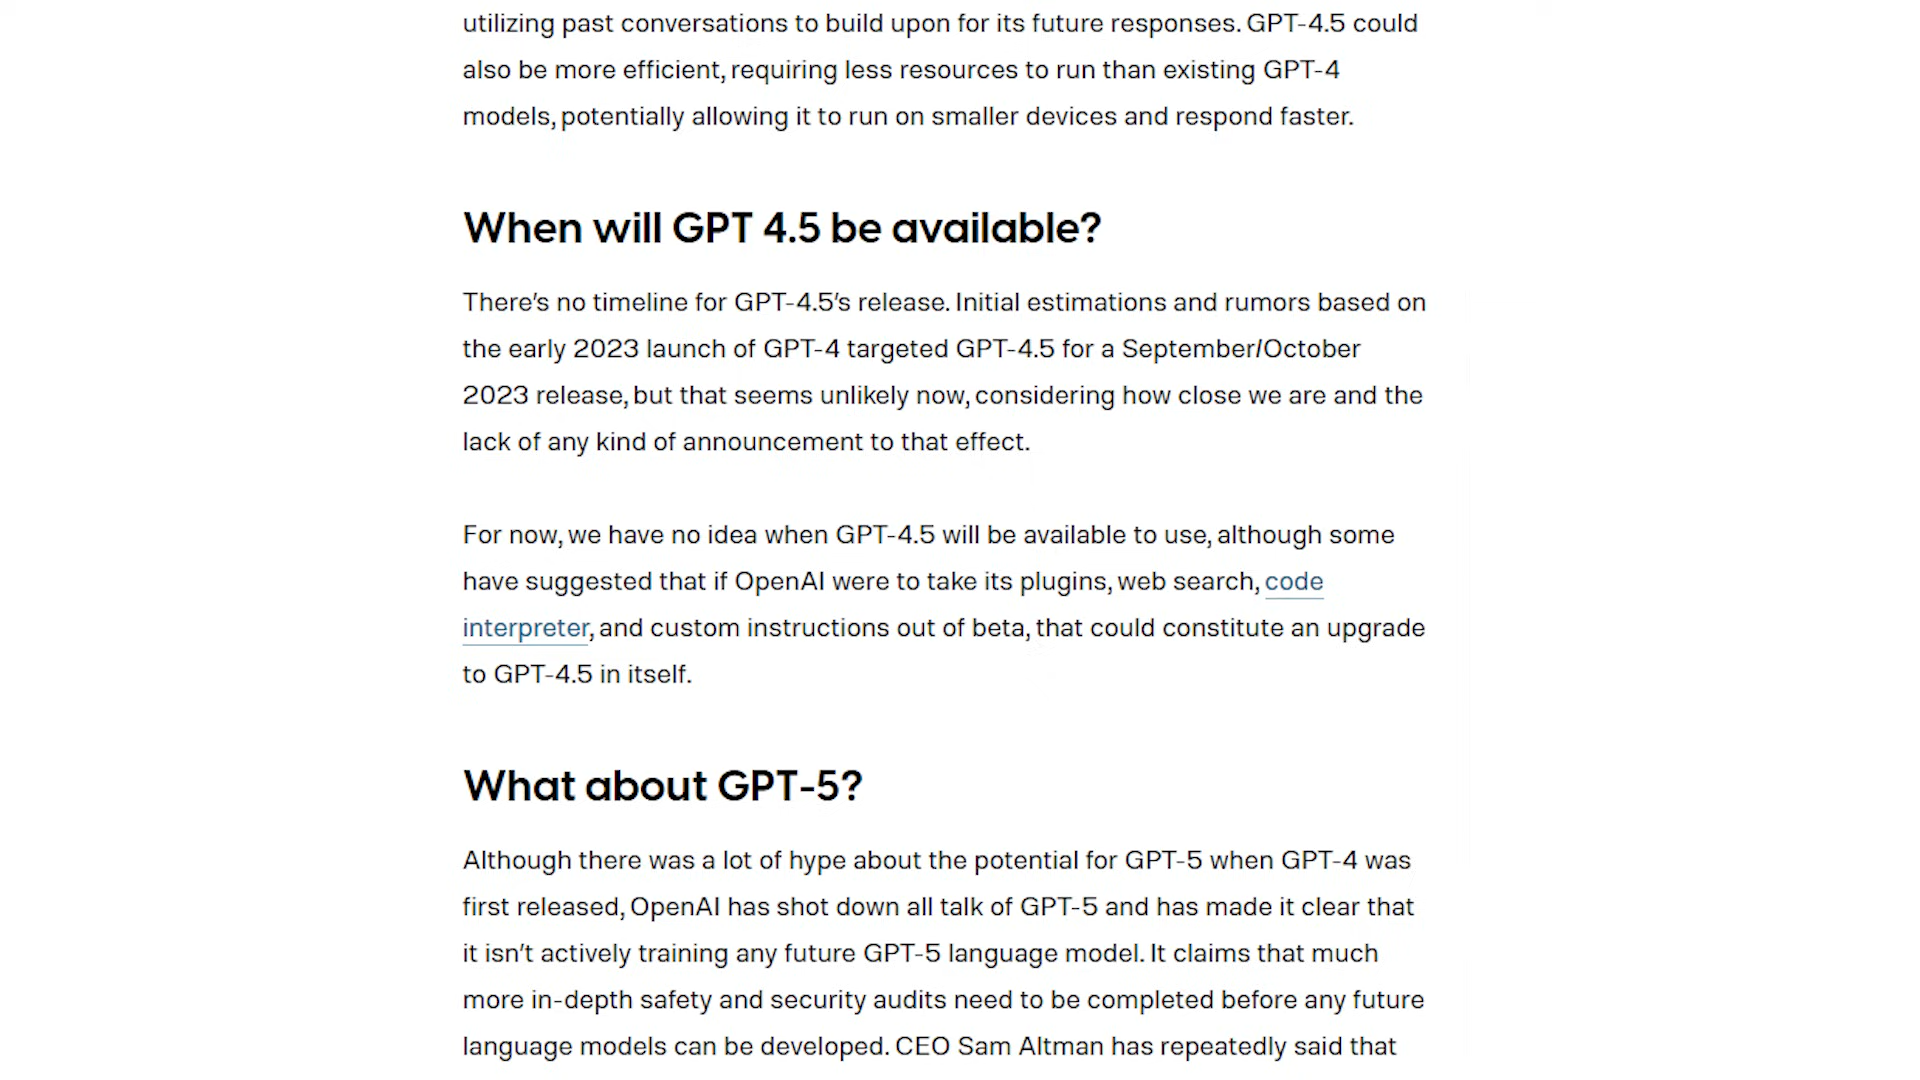 utilizing past conversations to build upon for its future responses. GPT-4.5 could
also be more efficient, requiring less resources to run than existing GPT-4
models, potentially allowing it to run on smaller devices and respond faster.
When will GPT 4.5 be available?
There's no timeline for GPT-4.5's release. Initial estimations and rumors based on
the early 2023 launch of GPT-4 targeted GPT-4.5 for a September/October
2023 release, but that seems unlikely now, considering how close we are and the
lack of any kind of announcement to that effect.
For now, we have no idea when GPT-4.5 will be available to use, although some
have suggested that if OpenAI were to take its plugins, web search, code
interpreter, and custom instructions out of beta, that could constitute an upgrade
to GPT-4.5 in itself.
What about GPT-5?
Although there was a lot of hype about the potential for GPT-5 when GPT-4 was
first released, OpenAI has shot down all talk of GPT-5 and has made it clear that
it isn't actively training any future GPT-5 language model. It claims that much
more in-depth safety and security audits need to be completed before any future
language models can be developed. CEO Sam Altman has repeatedly said that